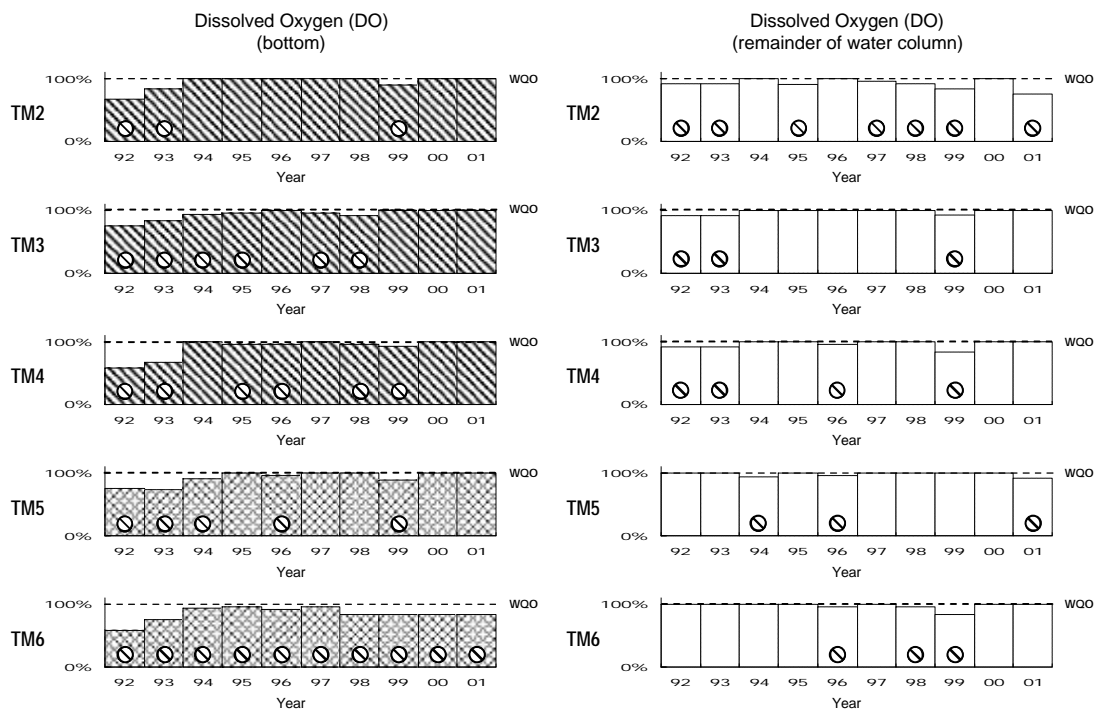 Dissolved Oxygen (DO)
(bottom)
100%
WQO
TM2
0%
92 93 94 95 96 97 98 99 00 01
Year
100%
WQO
TM3
0%
92 93 94 95 96 97 98 99 00 01
Year
100%
WQO
TM4
0%
92 93 94 95 96 97 98 99 00 01
Year
100%
WQO
TM5
0%
92 93 94 95 96 97 98 99 00 01
Year
100%
WQO
TM6
0%
92 93 94 95 96 97 98 99 00 01
Year
Dissolved Oxygen (DO)
(remainder of water column)
100%
WQO
TM2
0%
92 93 94 95 96 97 98 99 00 01
Year
100%
WQO
TM3
0%
92 93 94 95 96 97 98 99 00 01
Year
100%
WQO
TM4
0%
92 93 94 95 96 97 98 99 00 01
Year
100%
WQO
TM5
0%
92 93 94 95 96 97 98 99 00 01
Year
100%
WQO
TM6
0%
92 93 94 95 96 97 98 99 00 01
Year